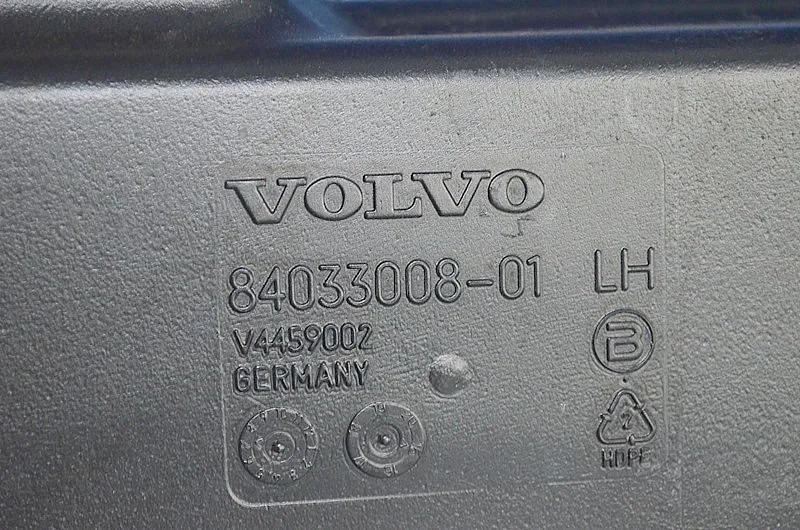 VOLVO
84033008-01 LH
V4459002
GERMANY
B
2
HDPE